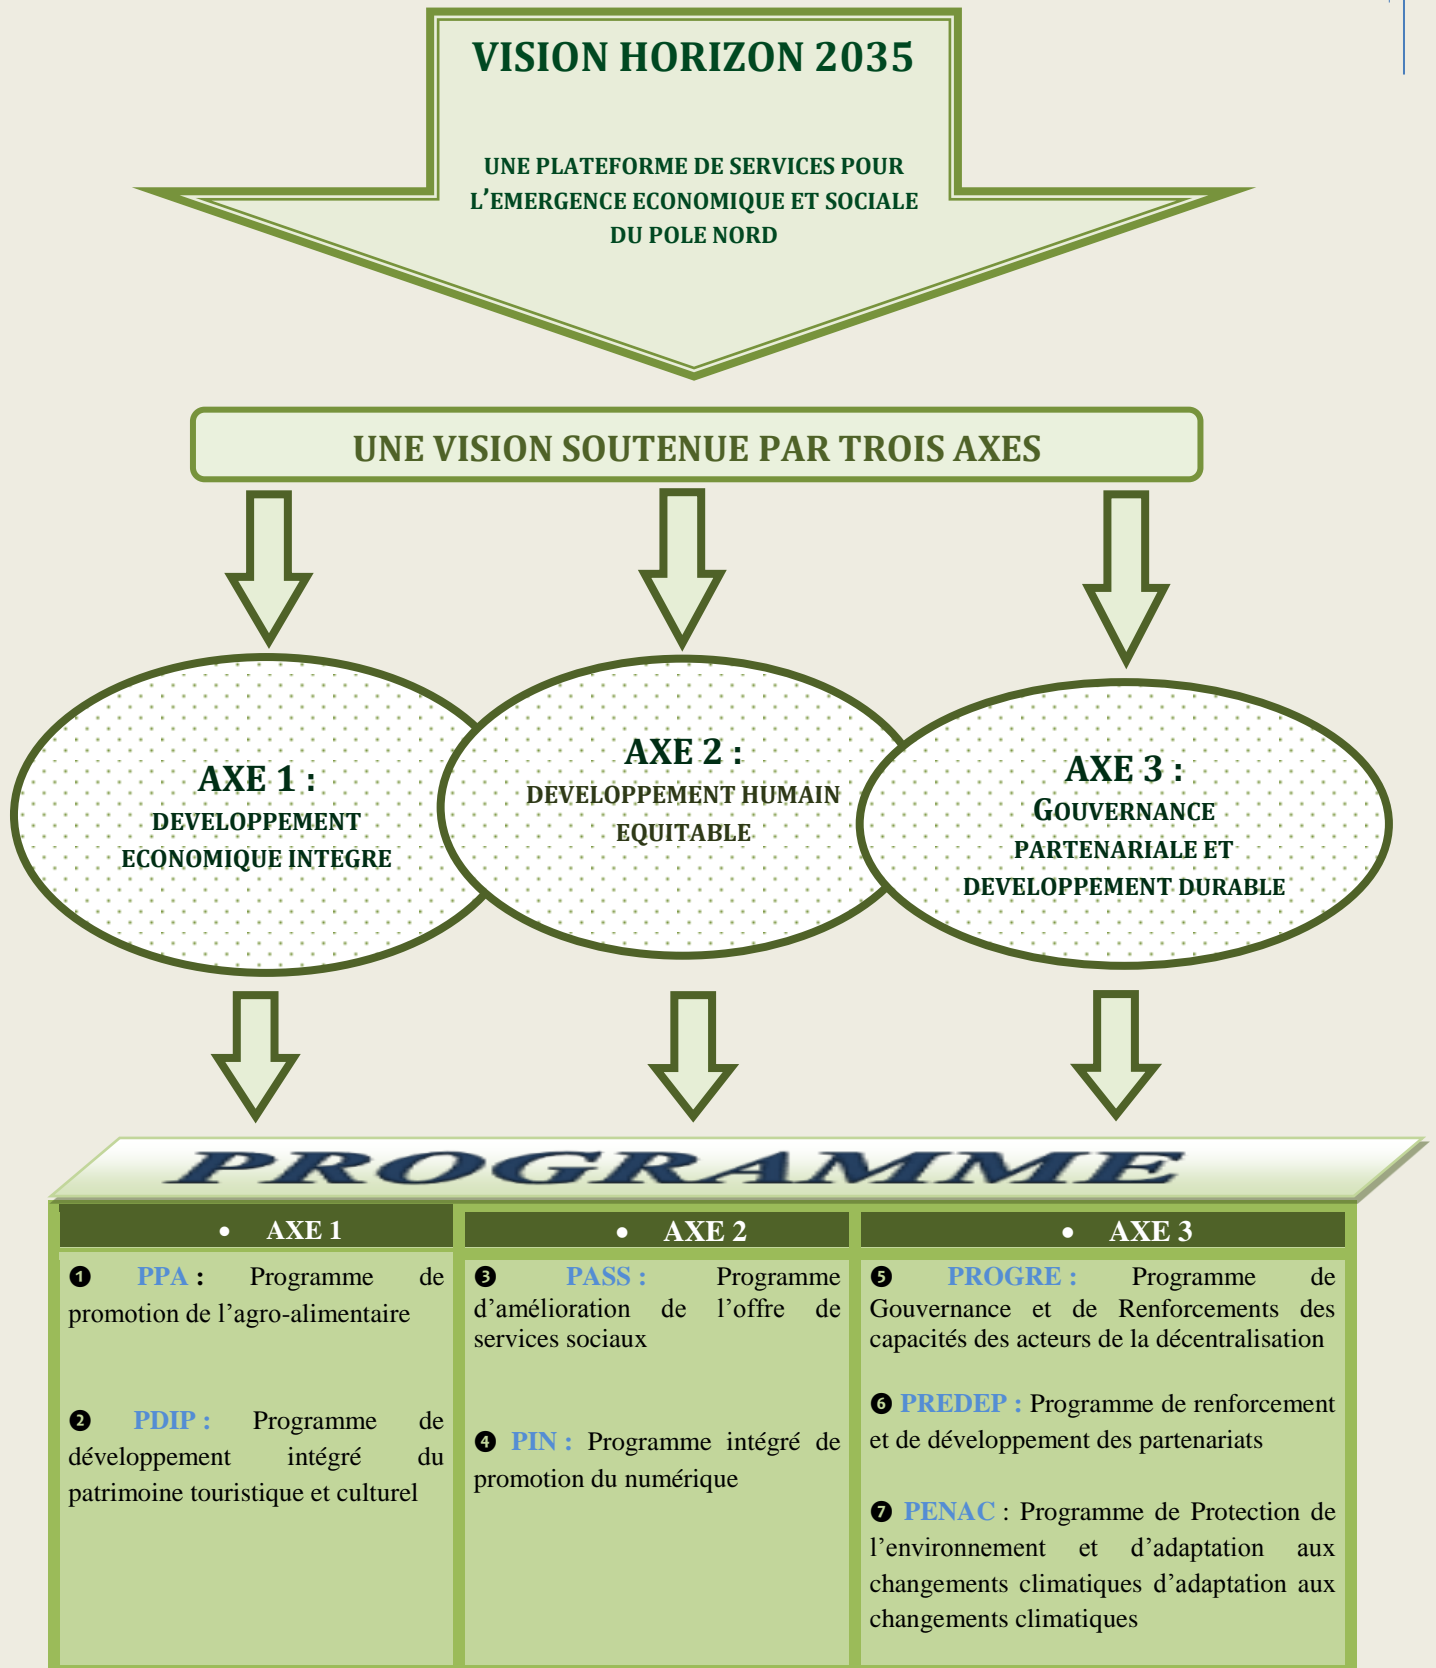 VISION HORIZON 2035
UNE PLATEFORME DE SERVICES POUR
L’EMERGENCE ECONOMIQUE ET SOCIALE
DU POLE NORD
UNE VISION SOUTENUE PAR TROIS AXES
AXE 1 :
DEVELOPPEMENT
ECONOMIQUE INTEGRE
AXE 2 :
DEVELOPPEMENT HUMAIN
EQUITABLE
AXE 3 :
GOUVERNANCE
PARTENARIALE ET
DEVELOPPEMENT DURABLE
PROGRAMME
• AXE 1
❶ PPA : Programme de
promotion de l’agro-alimentaire
❷ PDIP : Programme de
développement intégré du
patrimoine touristique et culturel
• AXE 2
❸ PASS : Programme
d’amélioration de l’offre de
services sociaux
❹ PIN : Programme intégré de
promotion du numérique
• AXE 3
❺ PROGRE : Programme de
Gouvernance et de Renforcements des
capacités des acteurs de la décentralisation
❻ PREDEP : Programme de renforcement
et de développement des partenariats
❼ PENAC : Programme de Protection de
l’environnement et d’adaptation aux
changements climatiques d’adaptation aux
changements climatiques